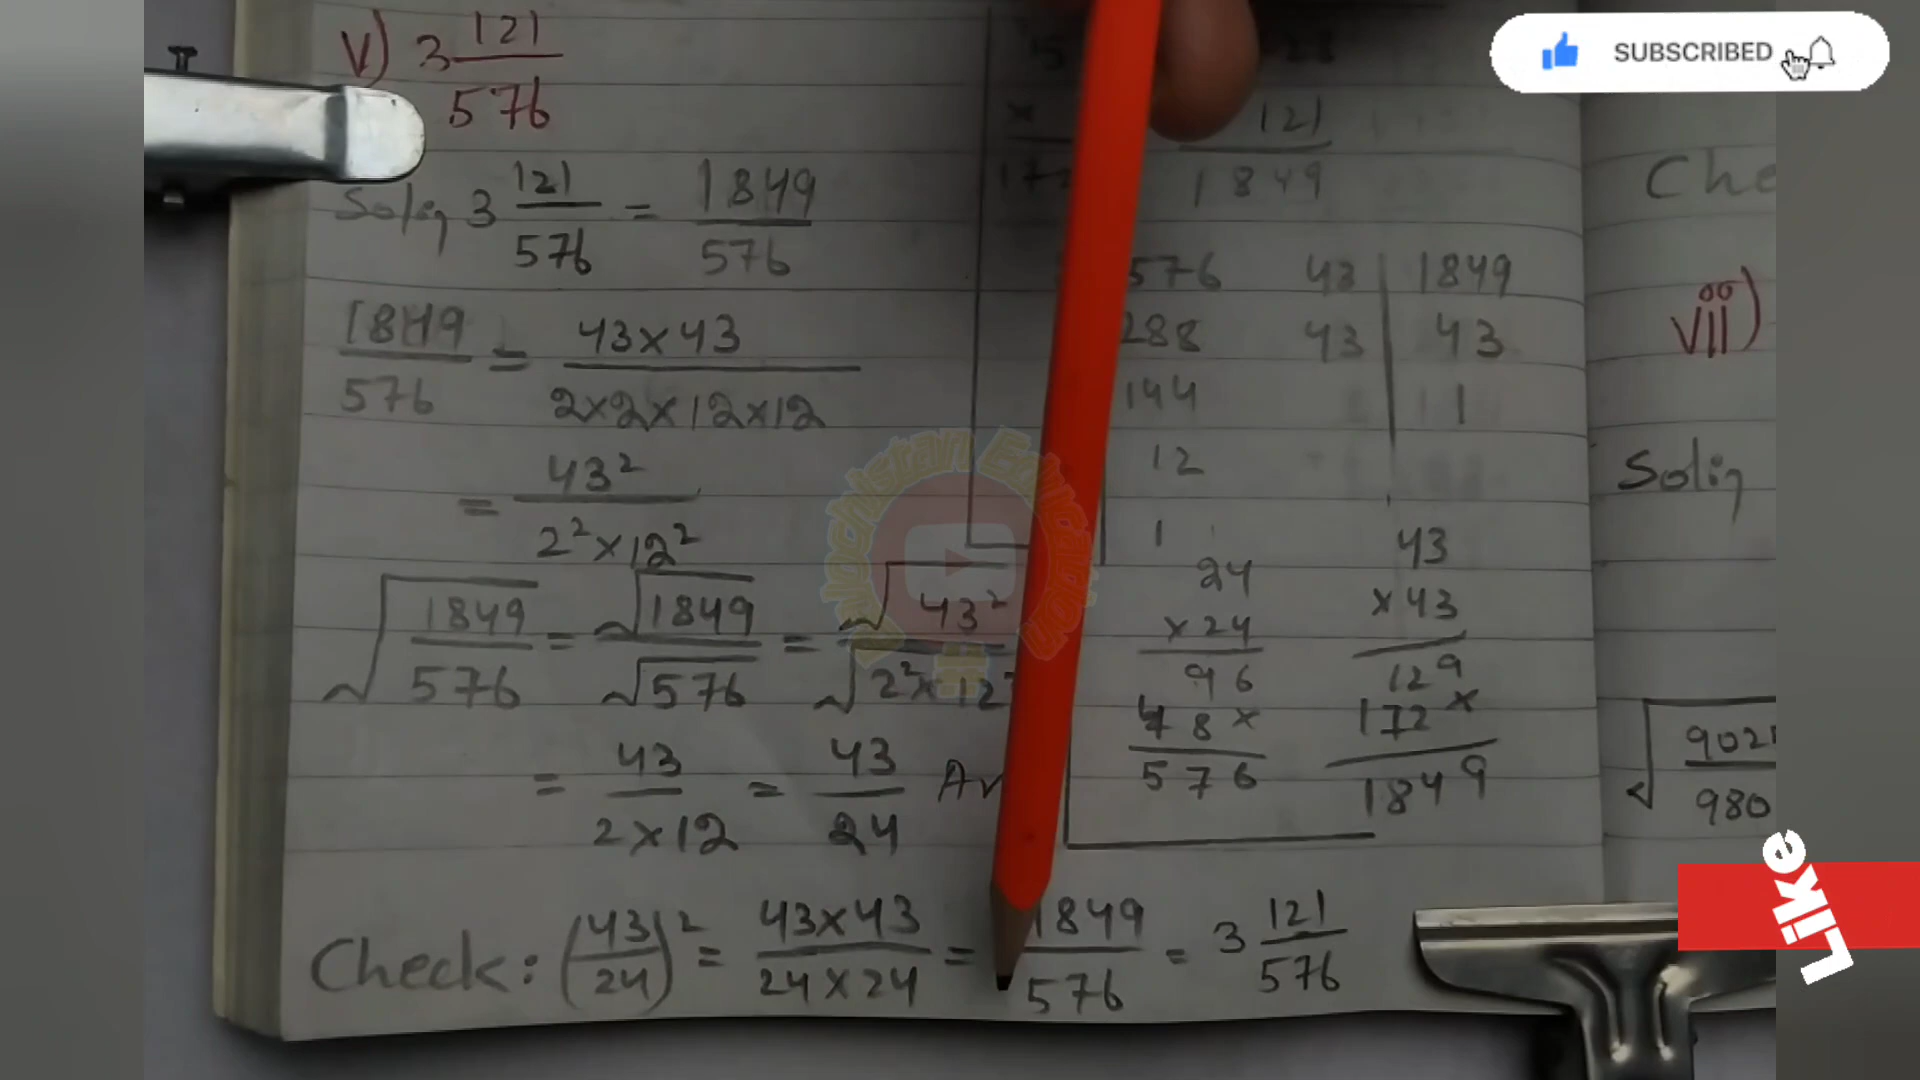 SUBSCRIBED
v) 3 121/576
Sol:, 3 121/576 = 1849/576
1849/576 = 43×43/2×2×12×12
= 43²/2²×12²
√1849/576 = √1849/√576 = √43²/√2²×12²
= 43/2×12 = 43/24
Check: (43/24)² = 43×43/24×24 = 1849/576 = 3 121/576
121
1849
576
288
144
12
1
43 | 1849
43 | 43
1
24
×24
96
48×
576
43
×43
129
172×
1849
Balochistan Education
Che
vii)
Sol:,
980
Like